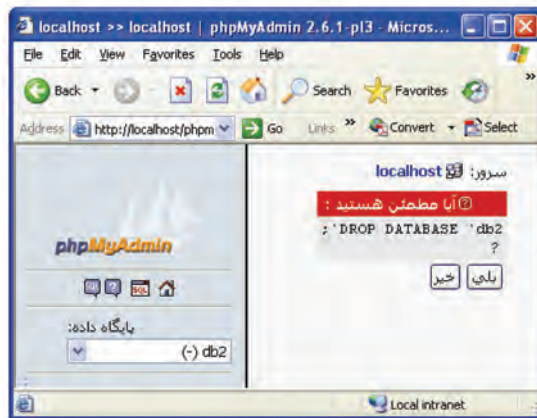 localhost >> localhost | phpMyAdmin 2.6.1-pl3 - Micros...
File Edit View Favorites Tools Help
Back Search Favorites »
Address http://localhost/phpm Go Links » Convert Select
phpMyAdmin
پایگاه داده:
db2 (-)
سرور: localhost
آیا مطمئن هستید :
; 'DROP DATABASE 'db2
?
بلي خير
Local intranet